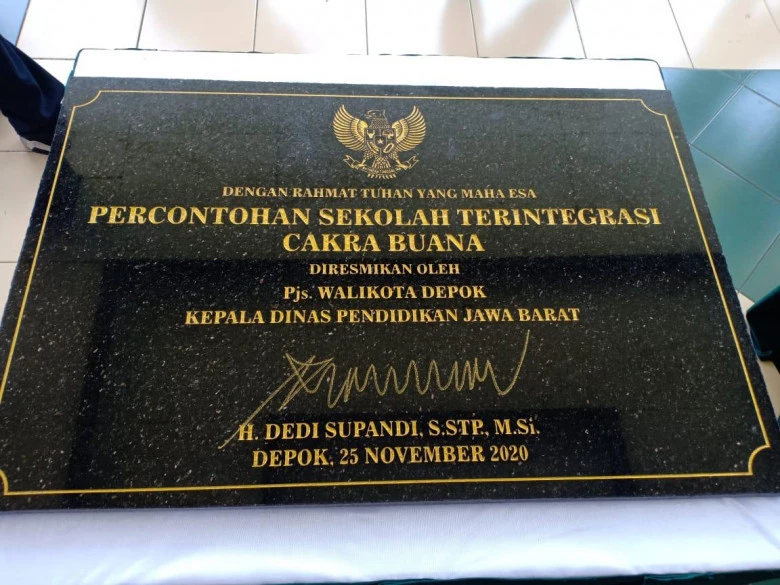 DENGAN RAHMAT TUHAN YANG MAHA ESA
PERCONTOHAN SEKOLAH TERINTEGRASI
CAKRA BUANA
DIRESMIKAN OLEH
Pjs. WALIKOTA DEPOK
KEPALA DINAS PENDIDIKAN JAWA BARAT
H. DEDI SUPANDI, S.STP., M.Si.
DEPOK, 25 NOVEMBER 2020